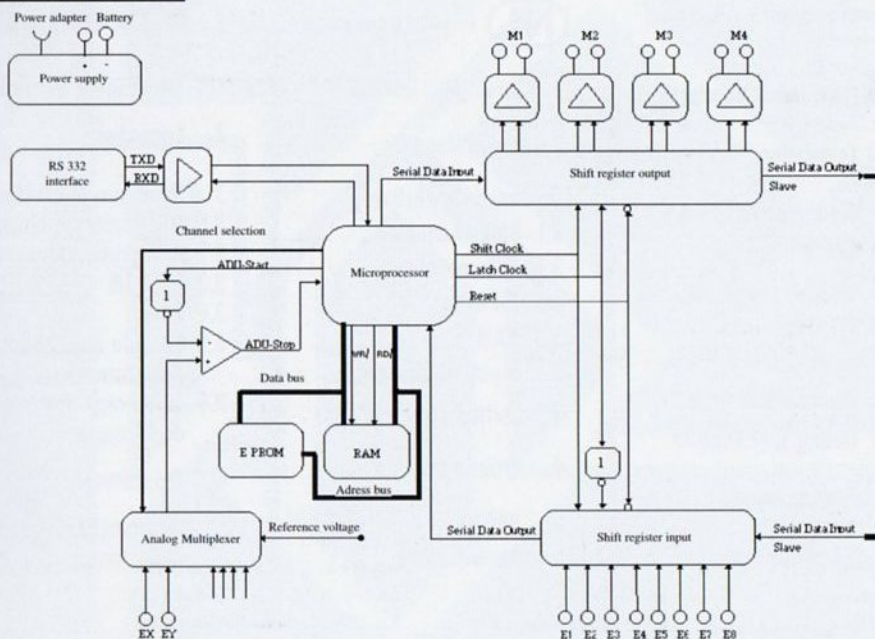 Power adapter Battery
+ -
Power supply
M1 M2 M3 M4
RS 332
interface
TXD
RXD
Serial Data Input
Shift register output
Serial Data Output
Slave
Channel selection
ADU-Start
Microprocessor
Shift Clock
Latch Clock
Reset
1
-
+
ADU-Stop
WR/ RD/
Data bus
E PROM
RAM
Adress bus
1
Analog Multiplexer
Reference voltage
Serial Data Output
Shift register input
Serial Data Input
Slave
EX EY
E1 E2 E3 E4 E5 E6 E7 E8